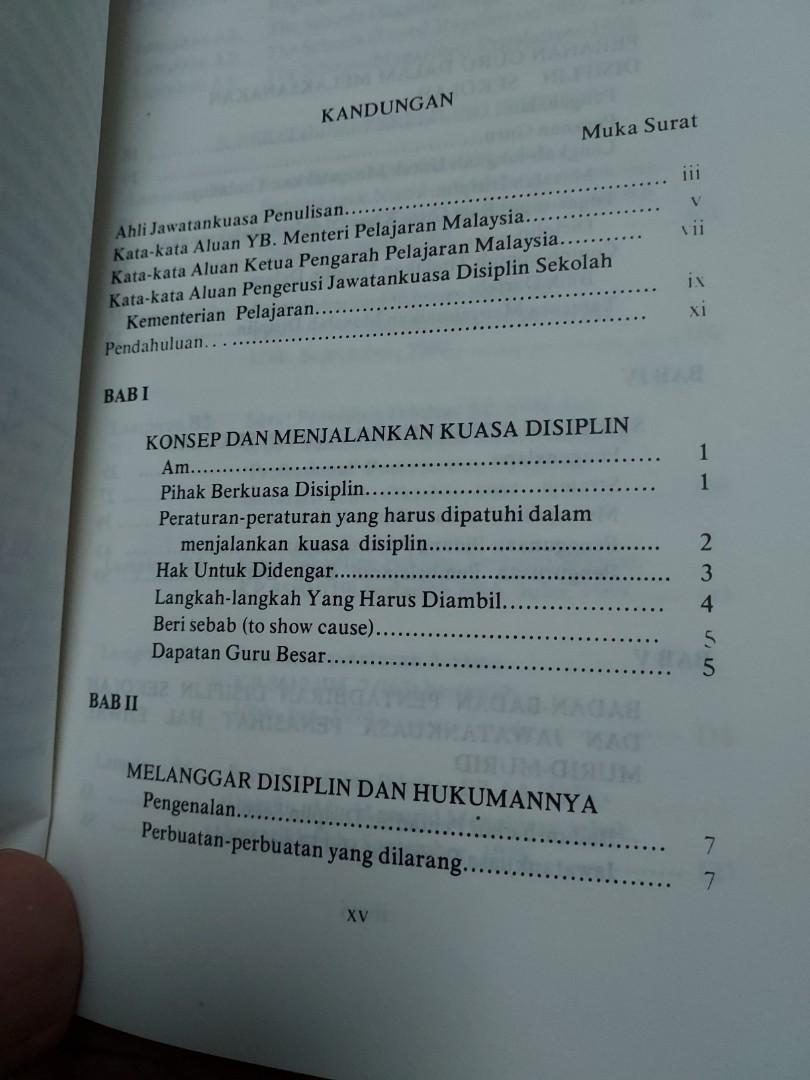 KANDUNGAN
Muka Surat
Ahli Jawatankuasa Penulisan.................................................. iii
Kata-kata Aluan YB. Menteri Pelajaran Malaysia.................... v
Kata-kata Aluan Ketua Pengarah Pelajaran Malaysia........... vii
Kata-kata Aluan Pengerusi Jawatankuasa Disiplin Sekolah
Kementerian Pelajaran.................................................. ix
Pendahuluan............................................................... xi
BAB I
KONSEP DAN MENJALANKAN KUASA DISIPLIN
Am.................................................................. 1
Pihak Berkuasa Disiplin........................................ 1
Peraturan-peraturan yang harus dipatuhi dalam
menjalankan kuasa disiplin................................ 2
Hak Untuk Didengar.............................................. 3
Langkah-langkah Yang Harus Diambil..................... 4
Beri sebab (to show cause)..................................... 5
Dapatan Guru Besar............................................... 5
BAB II
MELANGGAR DISIPLIN DAN HUKUMANNYA
Pengenalan............................................................ 7
Perbuatan-perbuatan yang dilarang............................ 7
xv